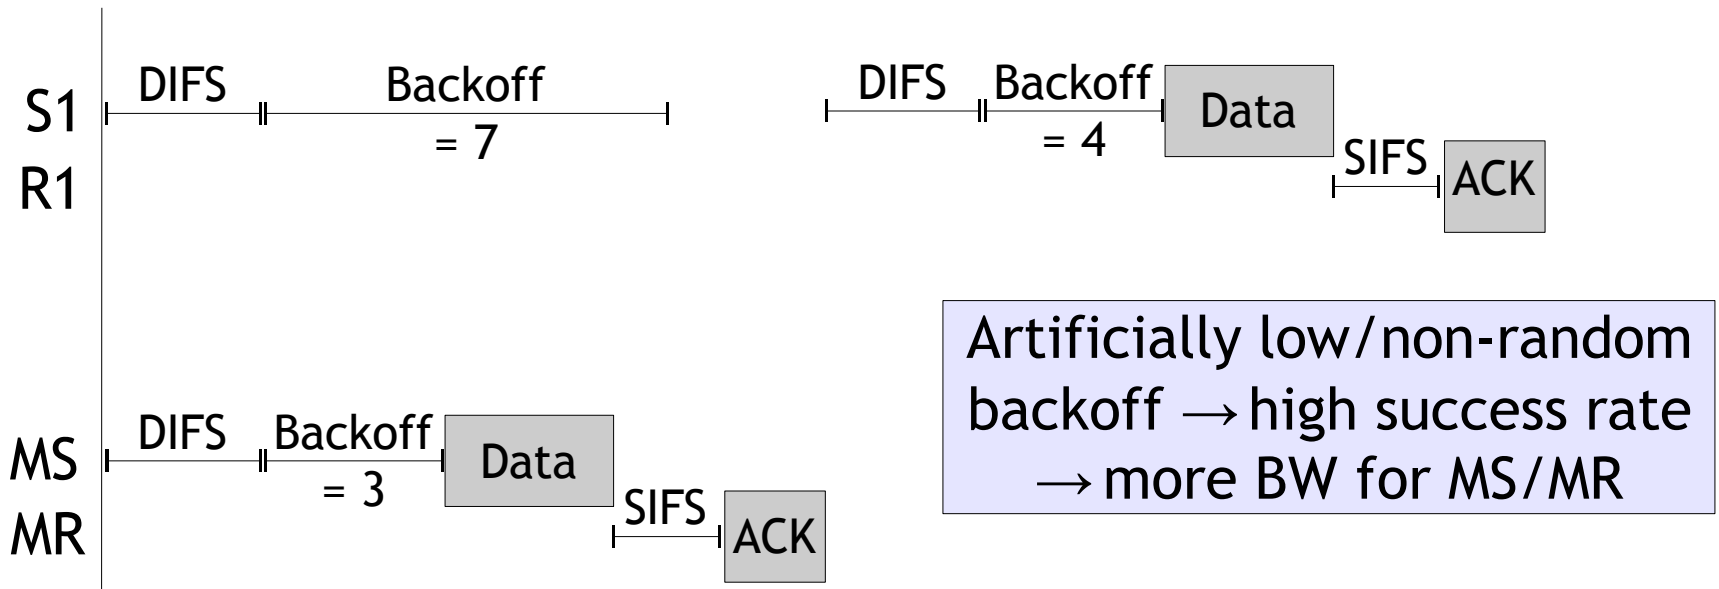 DIFS Backoff DIFS Backoff
S1 = 7 = 4 Data
R1 SIFS ACK
Artificially low/non-random
backoff → high success rate
→ more BW for MS/MR
DIFS Backoff
MS = 3 Data
MR SIFS ACK